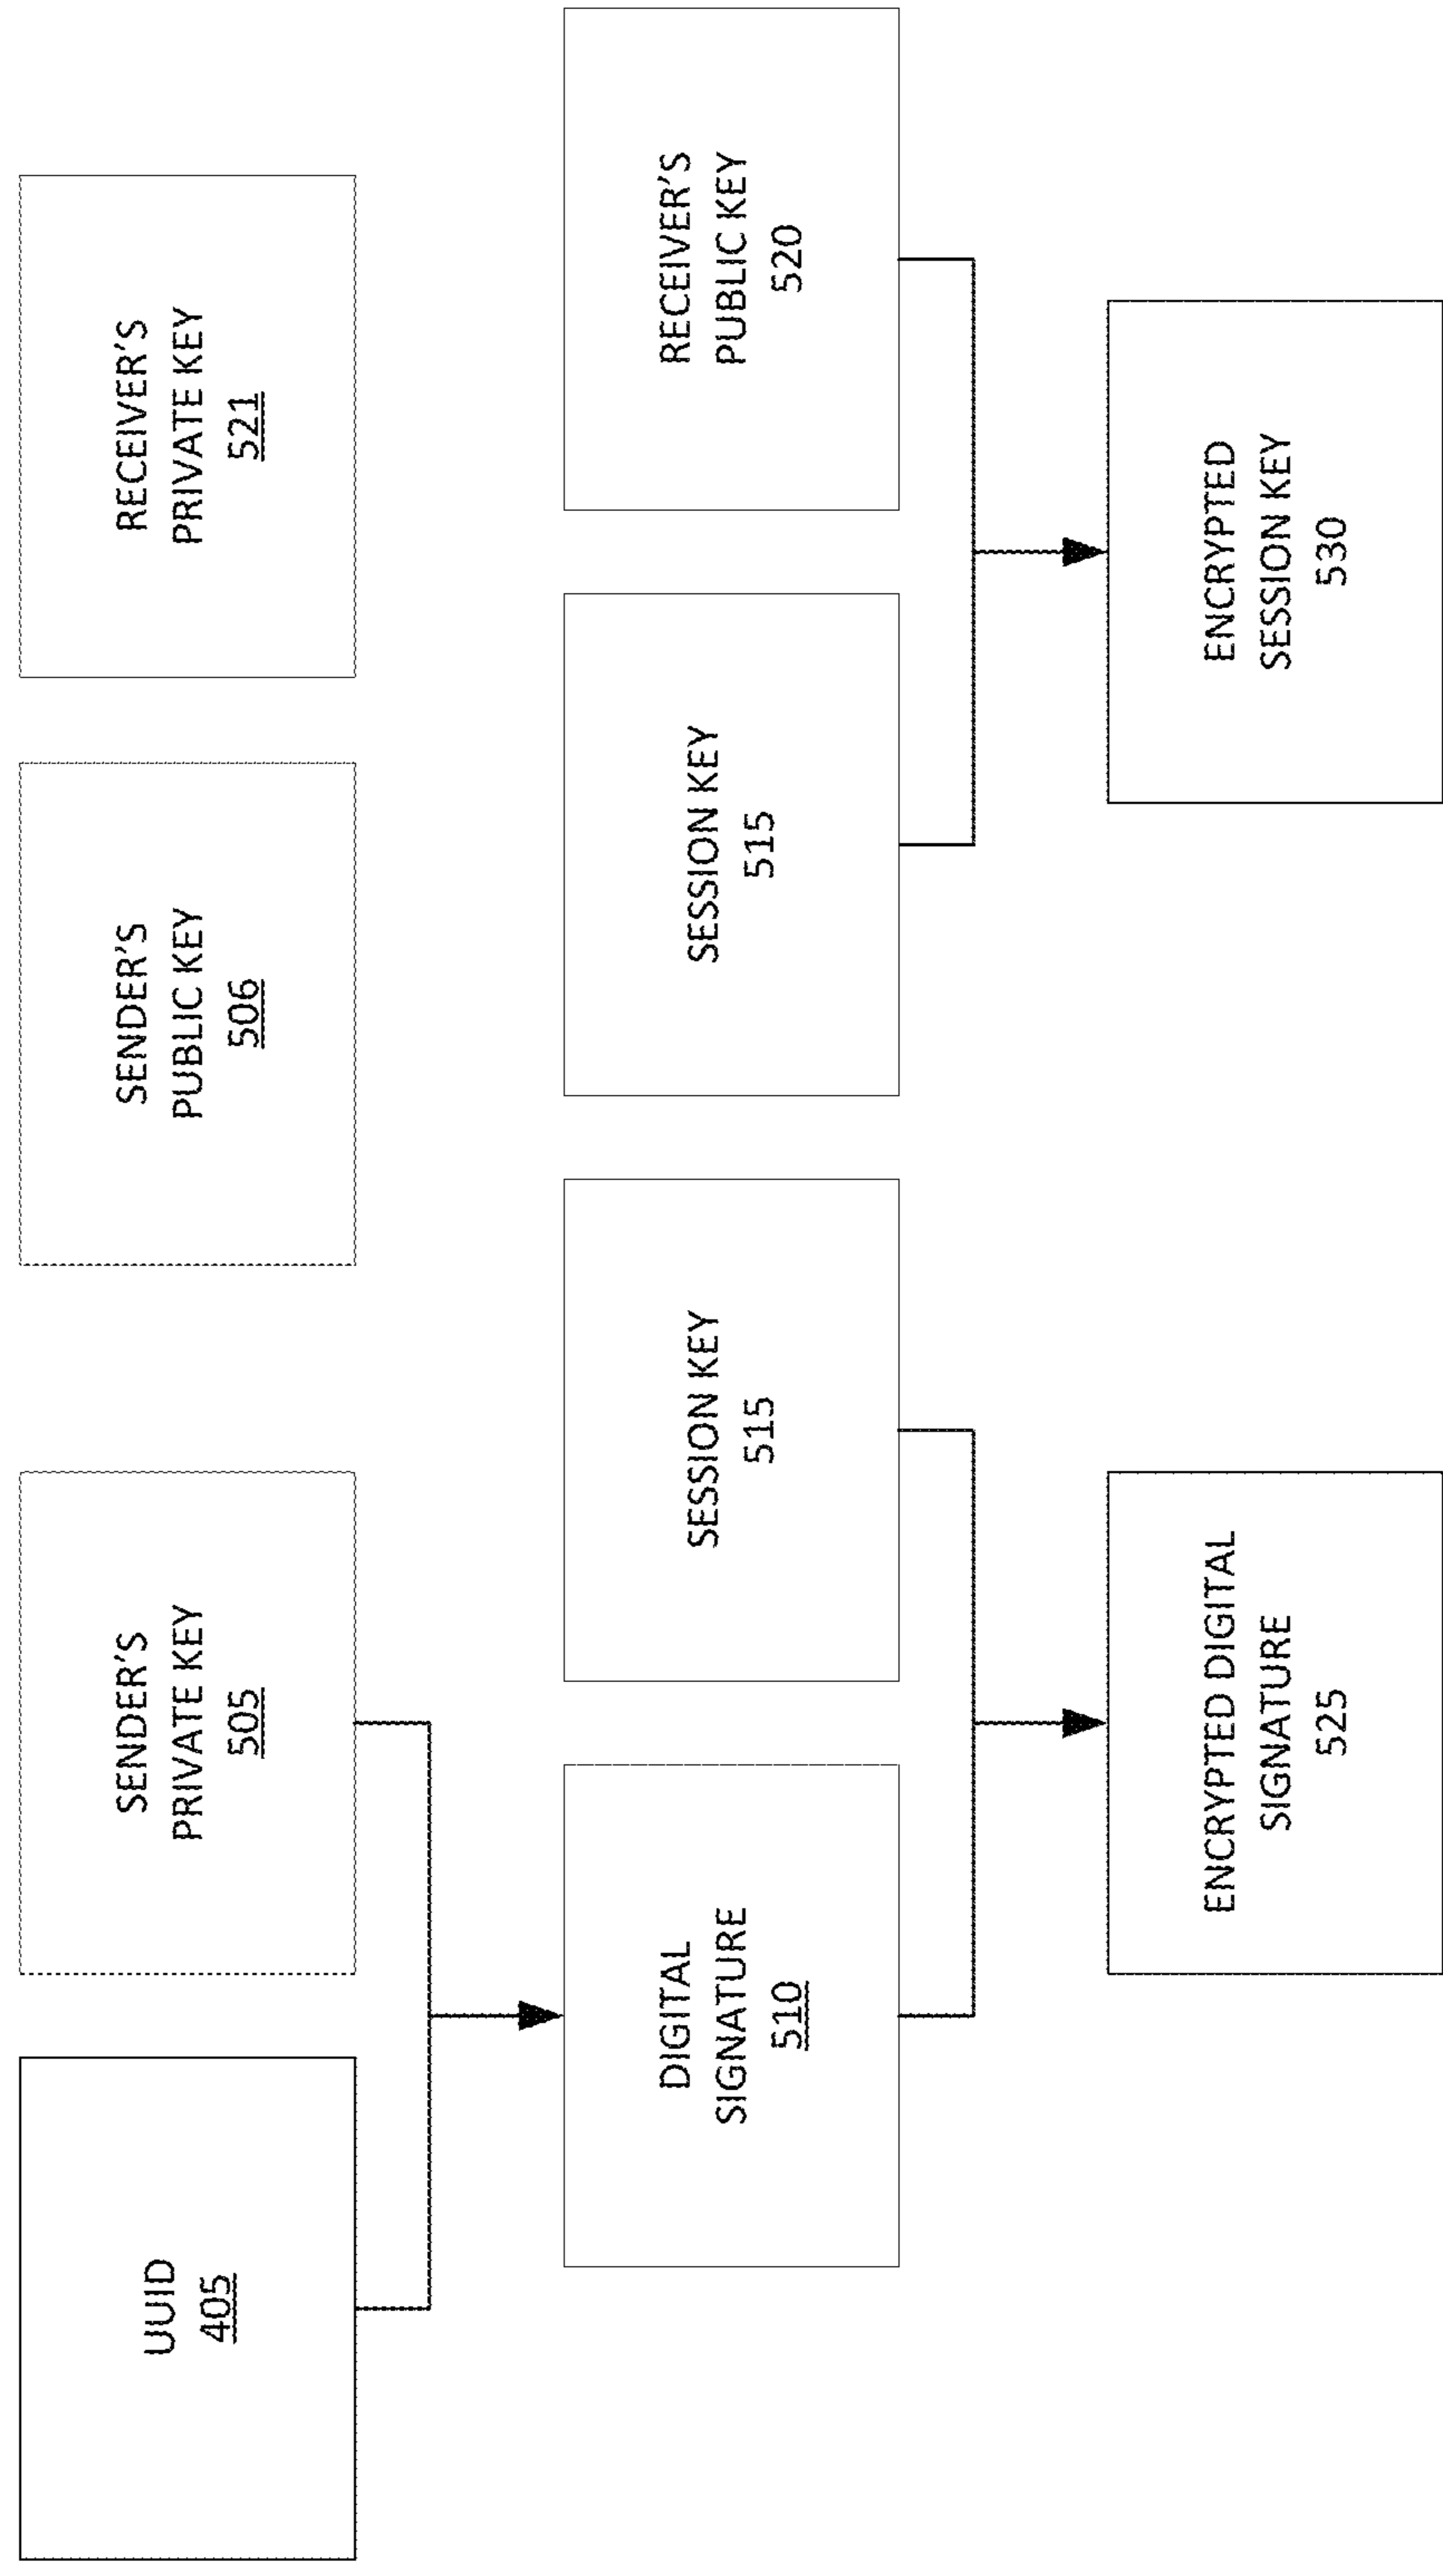 UUID
405
SENDER'S
PRIVATE KEY
505
SENDER'S
PUBLIC KEY
506
RECEIVER'S
PRIVATE KEY
521
DIGITAL
SIGNATURE
510
SESSION KEY
515
SESSION KEY
515
RECEIVER'S
PUBLIC KEY
520
ENCRYPTED DIGITAL
SIGNATURE
525
ENCRYPTED
SESSION KEY
530